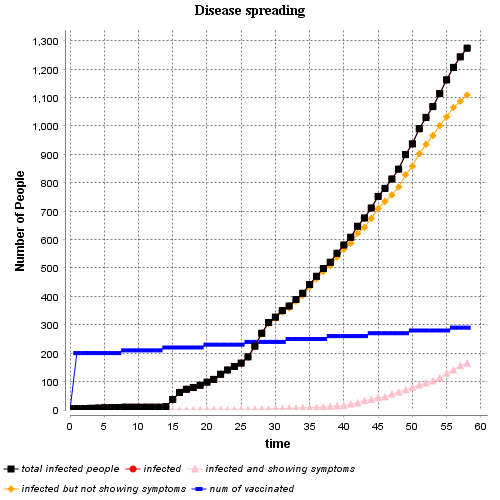 Disease spreading
1,300
1,200
1,100
1,000
900
800
700
600
500
400
300
200
100
0
Number of People
0 5 10 15 20 25 30 35 40 45 50 55 60
time
total infected people infected infected and showing symptoms
infected but not showing symptoms num of vaccinated